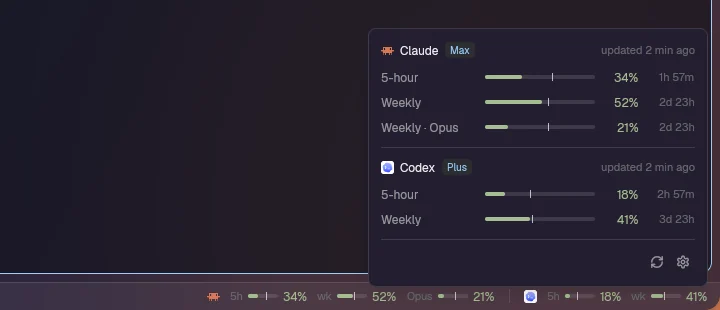 Claude Max updated 2 min ago
5-hour 34% 1h 57m
Weekly 52% 2d 23h
Weekly · Opus 21% 2d 23h
Codex Plus updated 2 min ago
5-hour 18% 2h 57m
Weekly 41% 3d 23h
5h 34% wk 52% Opus 21% 5h 18% wk 41%